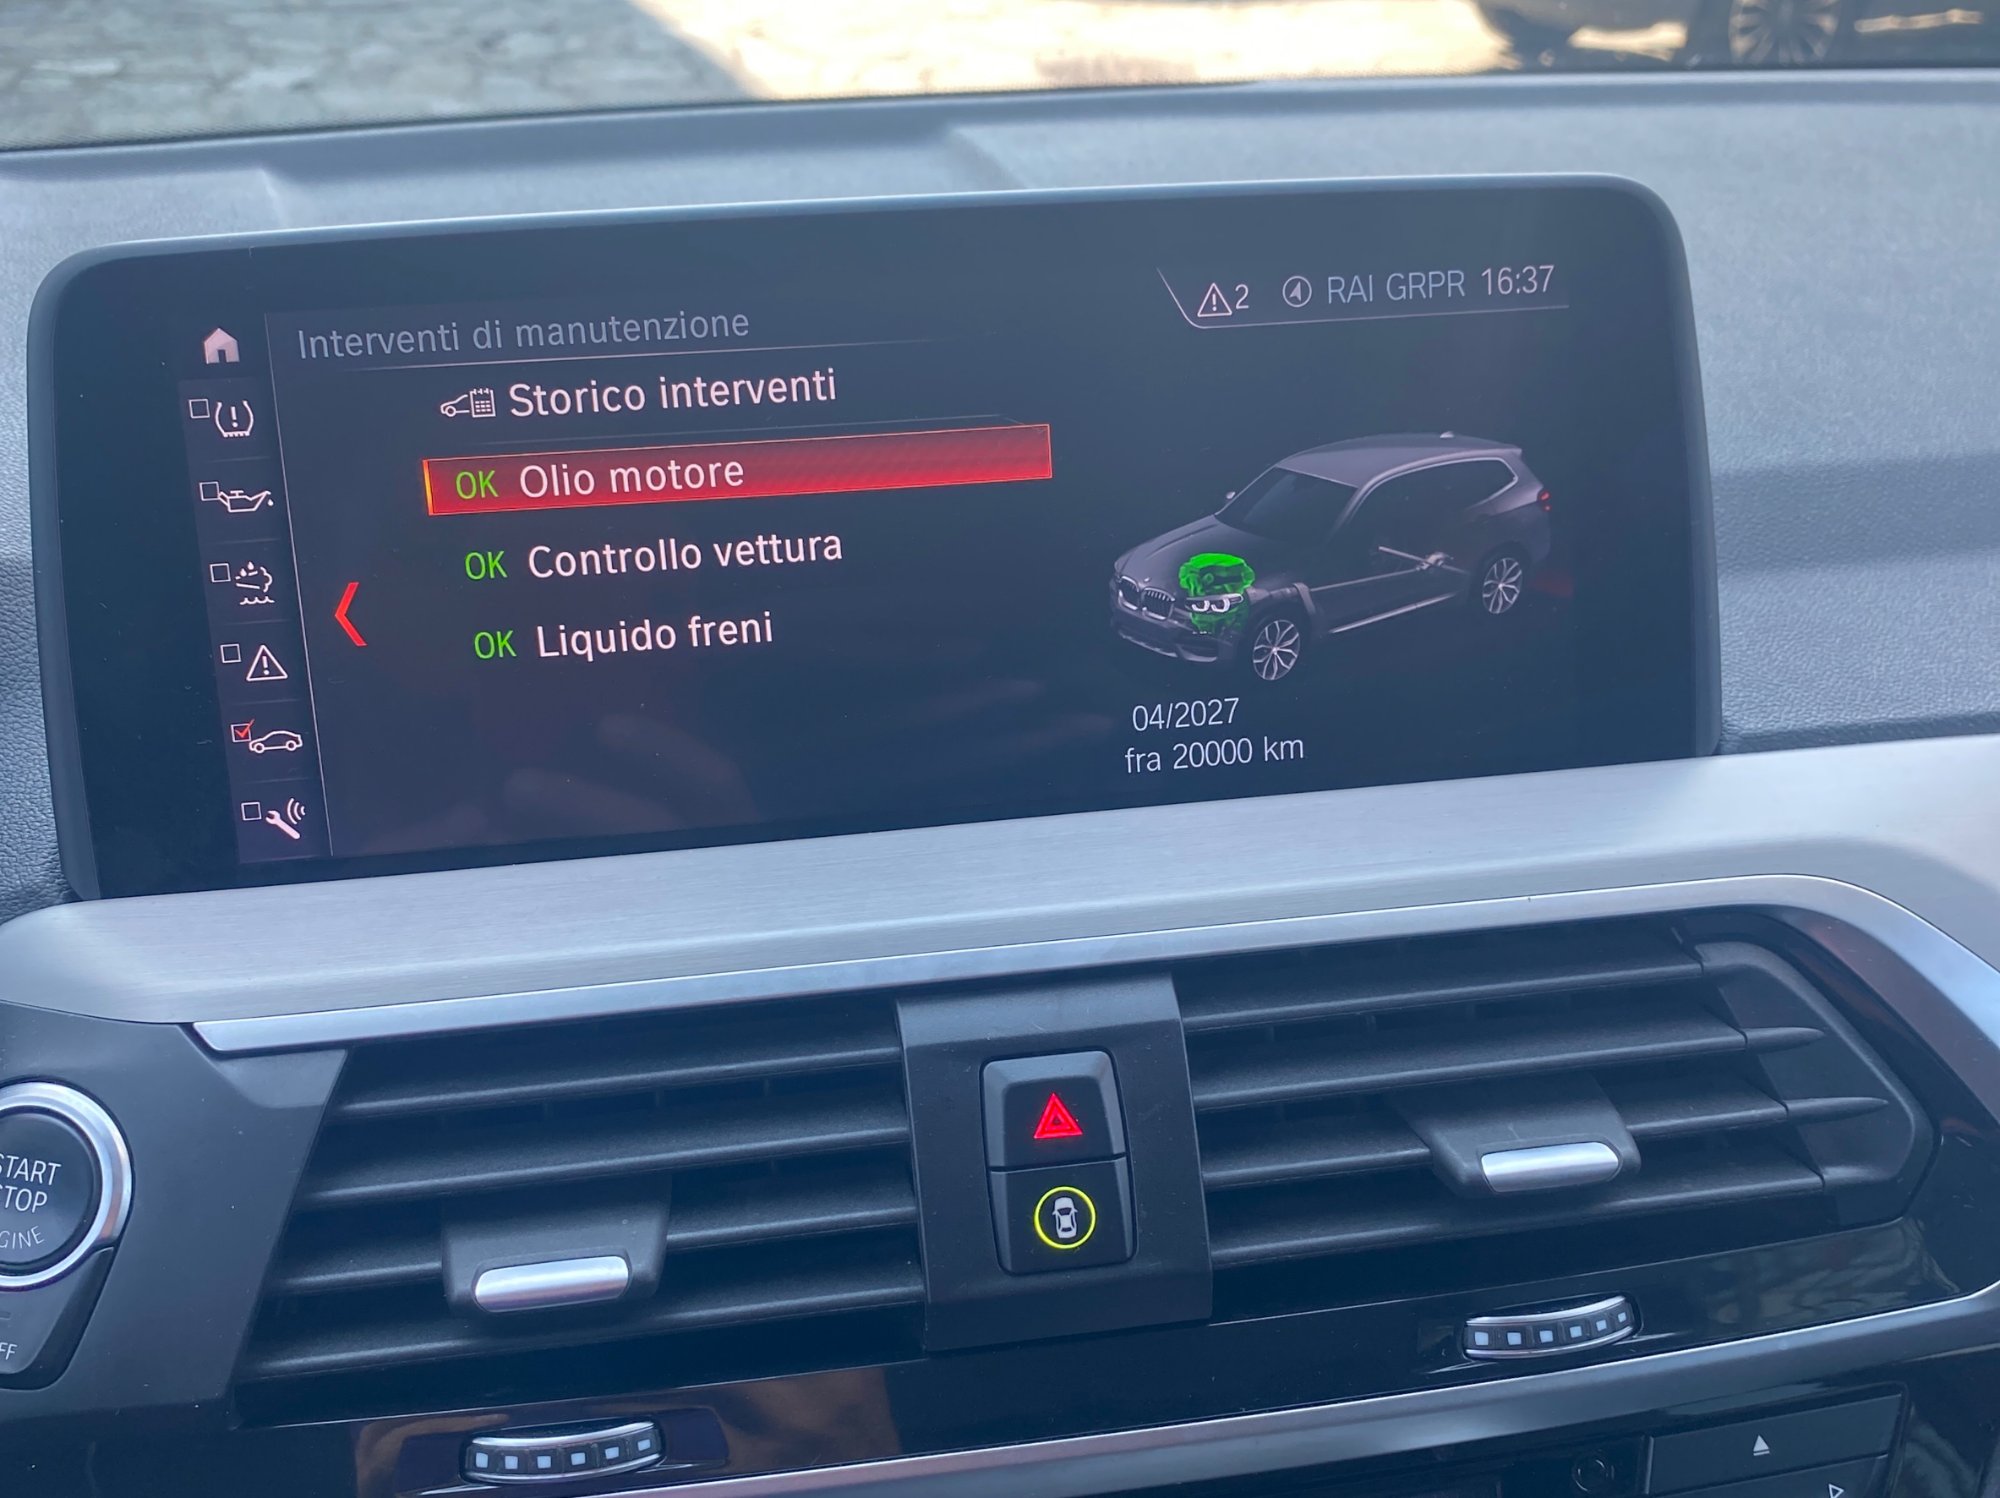 2 RAI GRPR 16:37
Interventi di manutenzione
Storico interventi
OK Olio motore
OK Controllo vettura
OK Liquido freni
04/2027
fra 20000 km
START
STOP